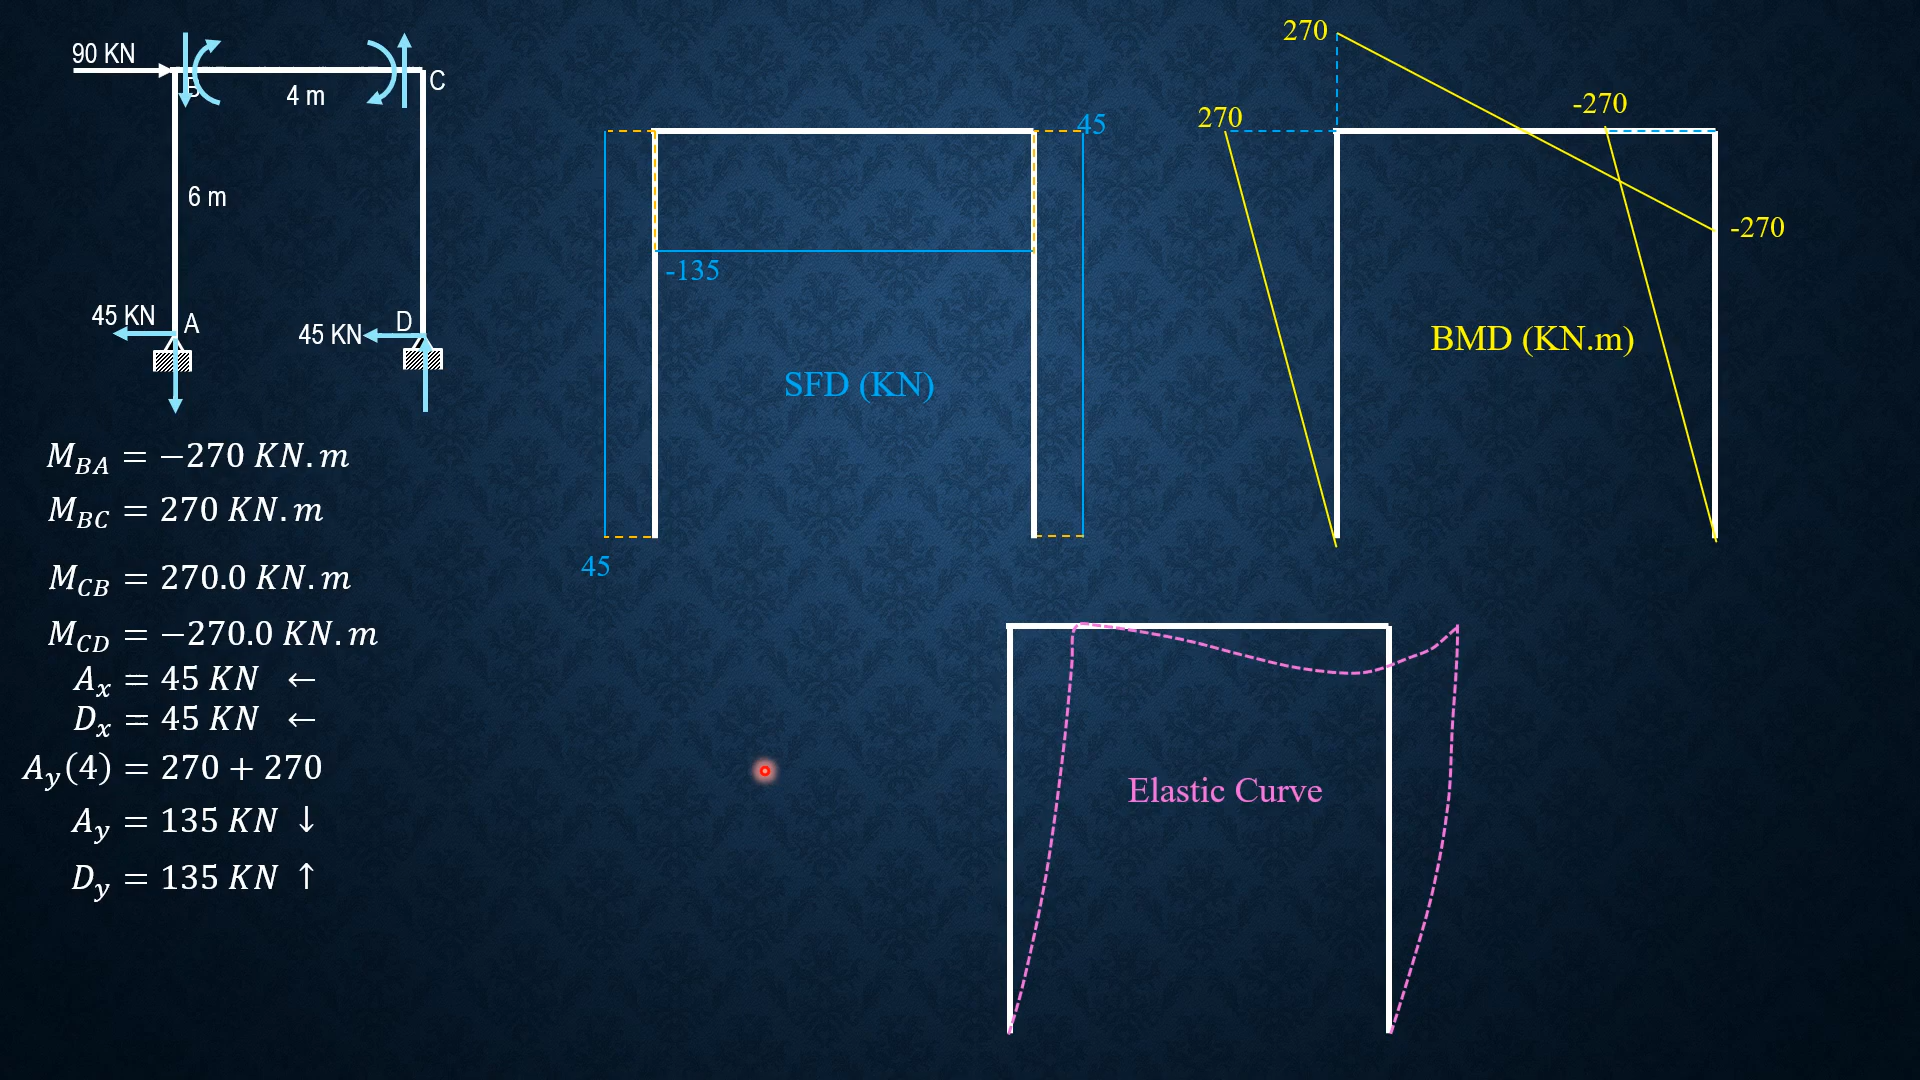 90 KN
B
C
4 m
6 m
45 KN
A
45 KN
D
M_BA = −270 KN.m
M_BC = 270 KN.m
M_CB = 270.0 KN.m
M_CD = −270.0 KN.m
A_x = 45 KN ←
D_x = 45 KN ←
A_y(4) = 270 + 270
A_y = 135 KN ↓
D_y = 135 KN ↑
45
-135
SFD (KN)
45
270
270
-270
-270
BMD (KN.m)
Elastic Curve